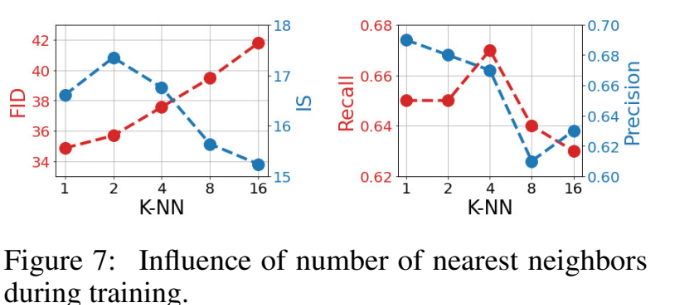 42
40
38
36
34
FID
18
17
16
15
IS
1 2 4 8 16
K-NN
0.68
0.66
0.64
0.62
Recall
0.70
0.68
0.66
0.64
0.62
0.60
Precision
1 2 4 8 16
K-NN
Figure 7: Influence of number of nearest neighbors
during training.